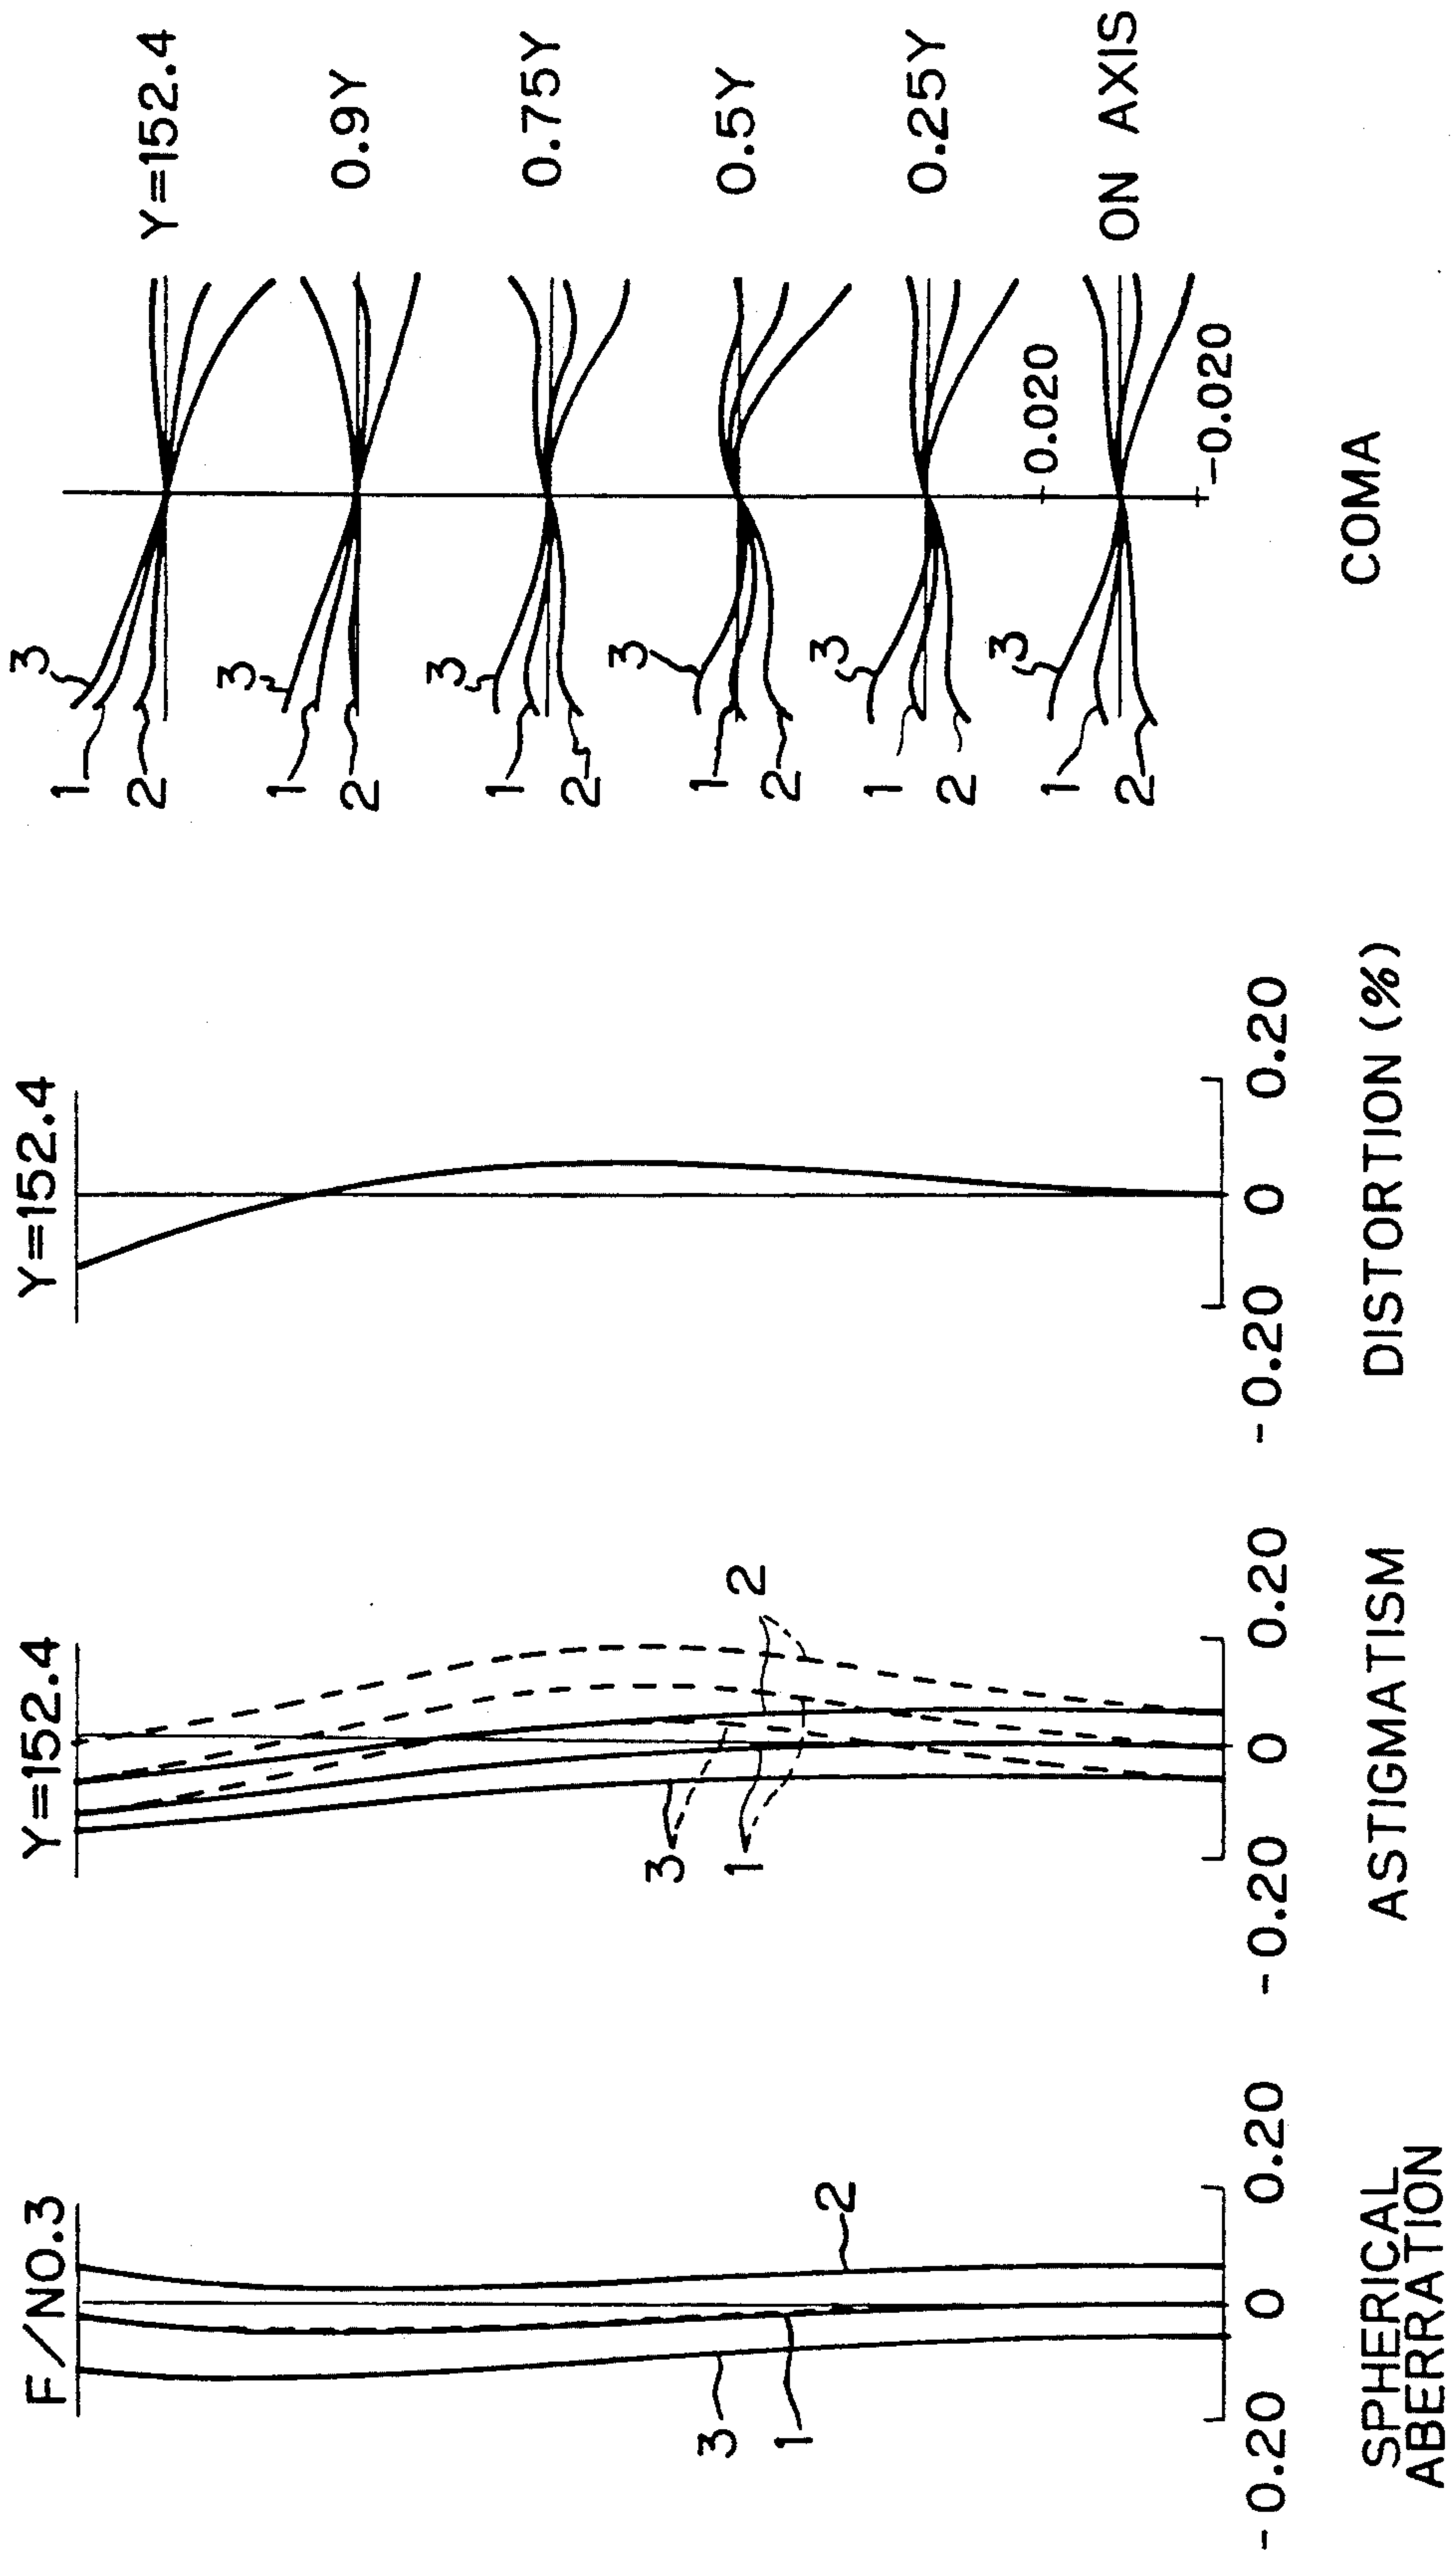 F/NO.3
2
3
1
-0.20
0
0.20
SPHERICAL
ABERRATION
Y=152.4
2
3
1
-0.20
0
0.20
ASTIGMATISM
Y=152.4
-0.20
0
0.20
DISTORTION (%)
3
1
2
Y=152.4
3
1
2
0.9Y
3
1
2
0.75Y
3
1
2
0.5Y
3
1
2
0.25Y
0.020
3
1
2
ON AXIS
-0.020
COMA